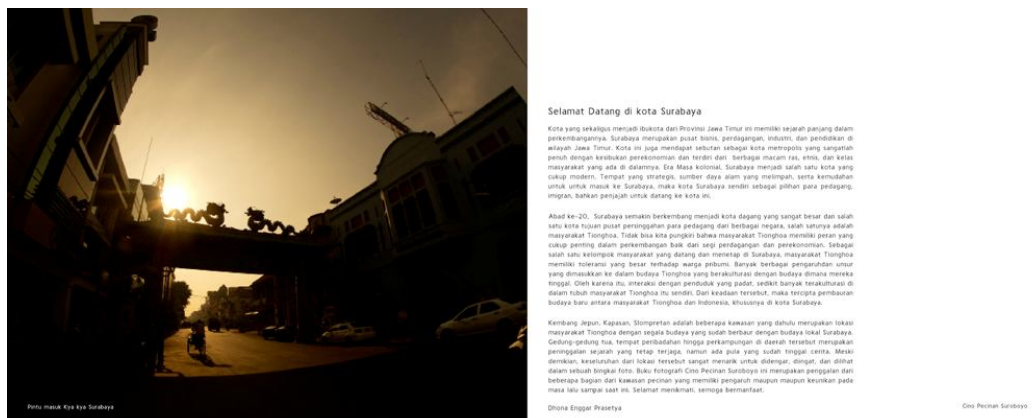 Pintu masuk Kya kya Surabaya
Selamat Datang di kota Surabaya
Kota yang sekaligus menjadi ibukota dari Provinsi Jawa Timur ini memiliki sejarah panjang dalam
perkembangannya. Surabaya merupakan pusat bisnis, perdagangan, industri, dan pendidikan di
wilayah Jawa Timur. Kota ini juga mendapat sebutan sebagai kota metropolis yang sangatlah
penuh dengan kesibukan perekonomian dan terdiri dari berbagai macam ras, etnis, dan kelas
masyarakat yang ada di dalamnya. Era Masa kolonial, Surabaya menjadi salah satu kota yang
cukup modern. Tempat yang strategis, sumber daya alam yang melimpah, serta kemudahan
untuk untuk masuk ke Surabaya, maka kota Surabaya sendiri sebagai pilihan para pedagang,
imigran, bahkan penjajah untuk datang ke kota ini.
Abad ke-20, Surabaya semakin berkembang menjadi kota dagang yang sangat besar dan salah
satu kota tujuan pusat persinggahan para pedagang dari berbagai negara, salah satunya adalah
masyarakat Tionghoa. Tidak bisa kita pungkiri bahwa masyarakat Tionghoa memiliki peran yang
cukup penting dalam perkembangan baik dari segi perdagangan dan perekonomian. Sebagai
salah satu kelompok masyarakat yang datang dan menetap di Surabaya, masyarakat Tionghoa
memiliki toleransi yang besar terhadap warga pribumi. Banyak berbagai pengaruhdan unsur
yang dimasukkan ke dalam budaya Tionghoa yang berakulturasi dengan budaya dimana mereka
tinggal. Oleh karena itu, interaksi dengan penduduk yang padat, sedikit banyak terakulturasi di
dalam tubuh masyarakat Tionghoa itu sendiri. Dari keadaan tersebut, maka tercipta pembauran
budaya baru antara masyarakat Tionghoa dan Indonesia, khususnya di kota Surabaya.
Kembang Jepun, Kapasan, Slompretan adalah beberapa kawasan yang dahulu merupakan lokasi
masyarakat Tionghoa dengan segala budaya yang sudah berbaur dengan budaya lokal Surabaya.
Gedung-gedung tua, tempat peribadahan hingga perkampungan di daerah tersebut merupakan
peninggalan sejarah yang tetap terjaga, namun ada pula yang sudah tinggal cerita. Meski
demikian, keseluruhan dari lokasi tersebut sangat menarik untuk didengar, diingat, dan dilihat
dalam sebuah bingkai foto. Buku fotografi Cino Pecinan Suroboyo ini merupakan penggalan dari
beberapa bagian dari kawasan pecinan yang memiliki pengaruh maupun maupun keunikan pada
masa lalu sampai saat ini. Selamat menikmati, semoga bermanfaat.
Dhona Enggar Prasetya
Cino Pecinan Suroboyo